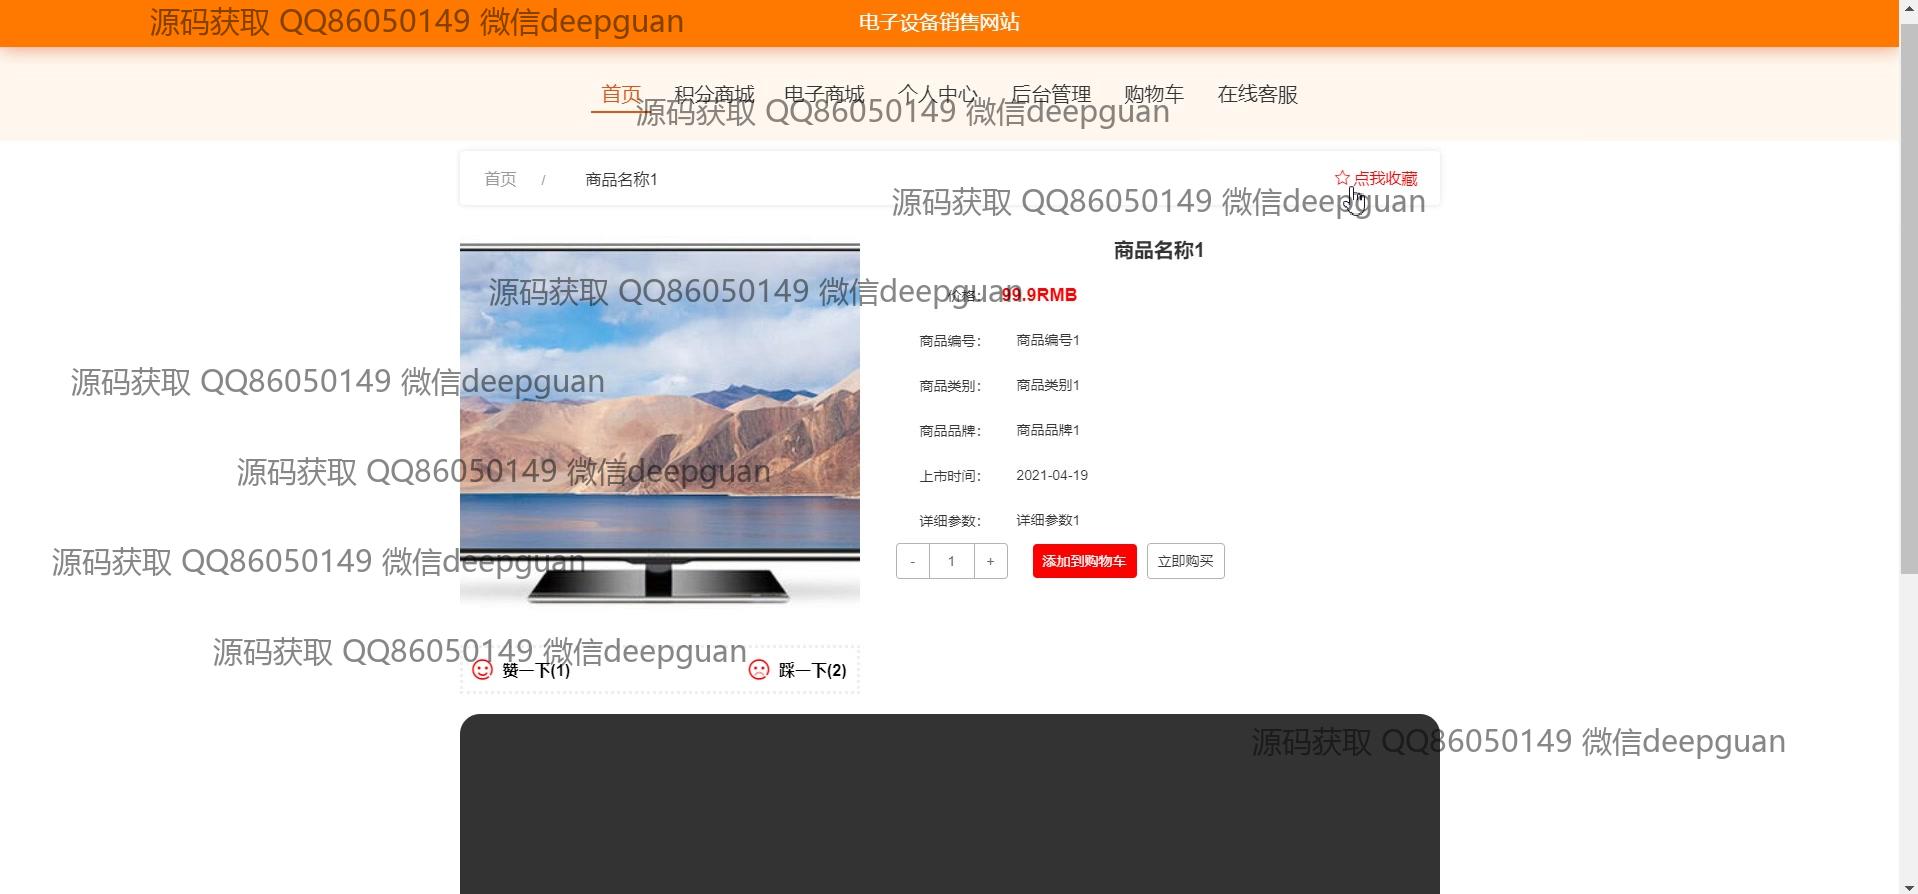 电子设备销售网站
源码获取 QQ86050149 微信deepguan
首页 积分商城 电子商城 个人中心 后台管理 购物车 在线客服
源码获取 QQ86050149 微信deepguan
首页 / 商品名称1 点我收藏
源码获取 QQ86050149 微信deepguan
商品名称1
源码获取 QQ86050149 微信deepguan
价格: 99.9RMB
商品编号: 商品编号1
源码获取 QQ86050149 微信deepguan
商品类别: 商品类别1
商品品牌: 商品品牌1
源码获取 QQ86050149 微信deepguan
上市时间: 2021-04-19
详细参数: 详细参数1
源码获取 QQ86050149 微信deepguan
- 1 + 添加到购物车 立即购买
源码获取 QQ86050149 微信deepguan
赞一下(1) 踩一下(2)
源码获取 QQ86050149 微信deepguan